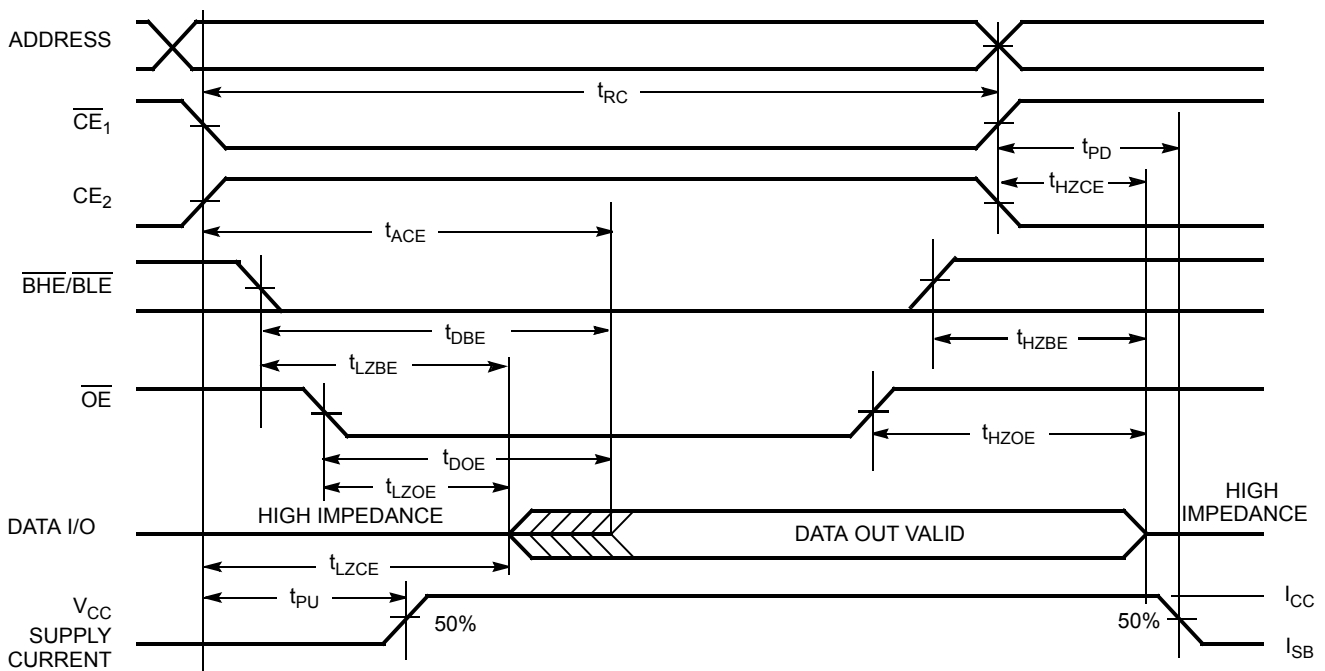 ADDRESS
tRC
CE1
tPD
tHZCE
CE2
tACE
BHE/BLE
tDBE
tHZBE
tLZBE
OE
tHZOE
tDOE
tLZOE
HIGH IMPEDANCE
HIGH
IMPEDANCE
DATA I/O
DATA OUT VALID
tLZCE
tPU
VCC
SUPPLY
CURRENT
50%
50%
ICC
ISB